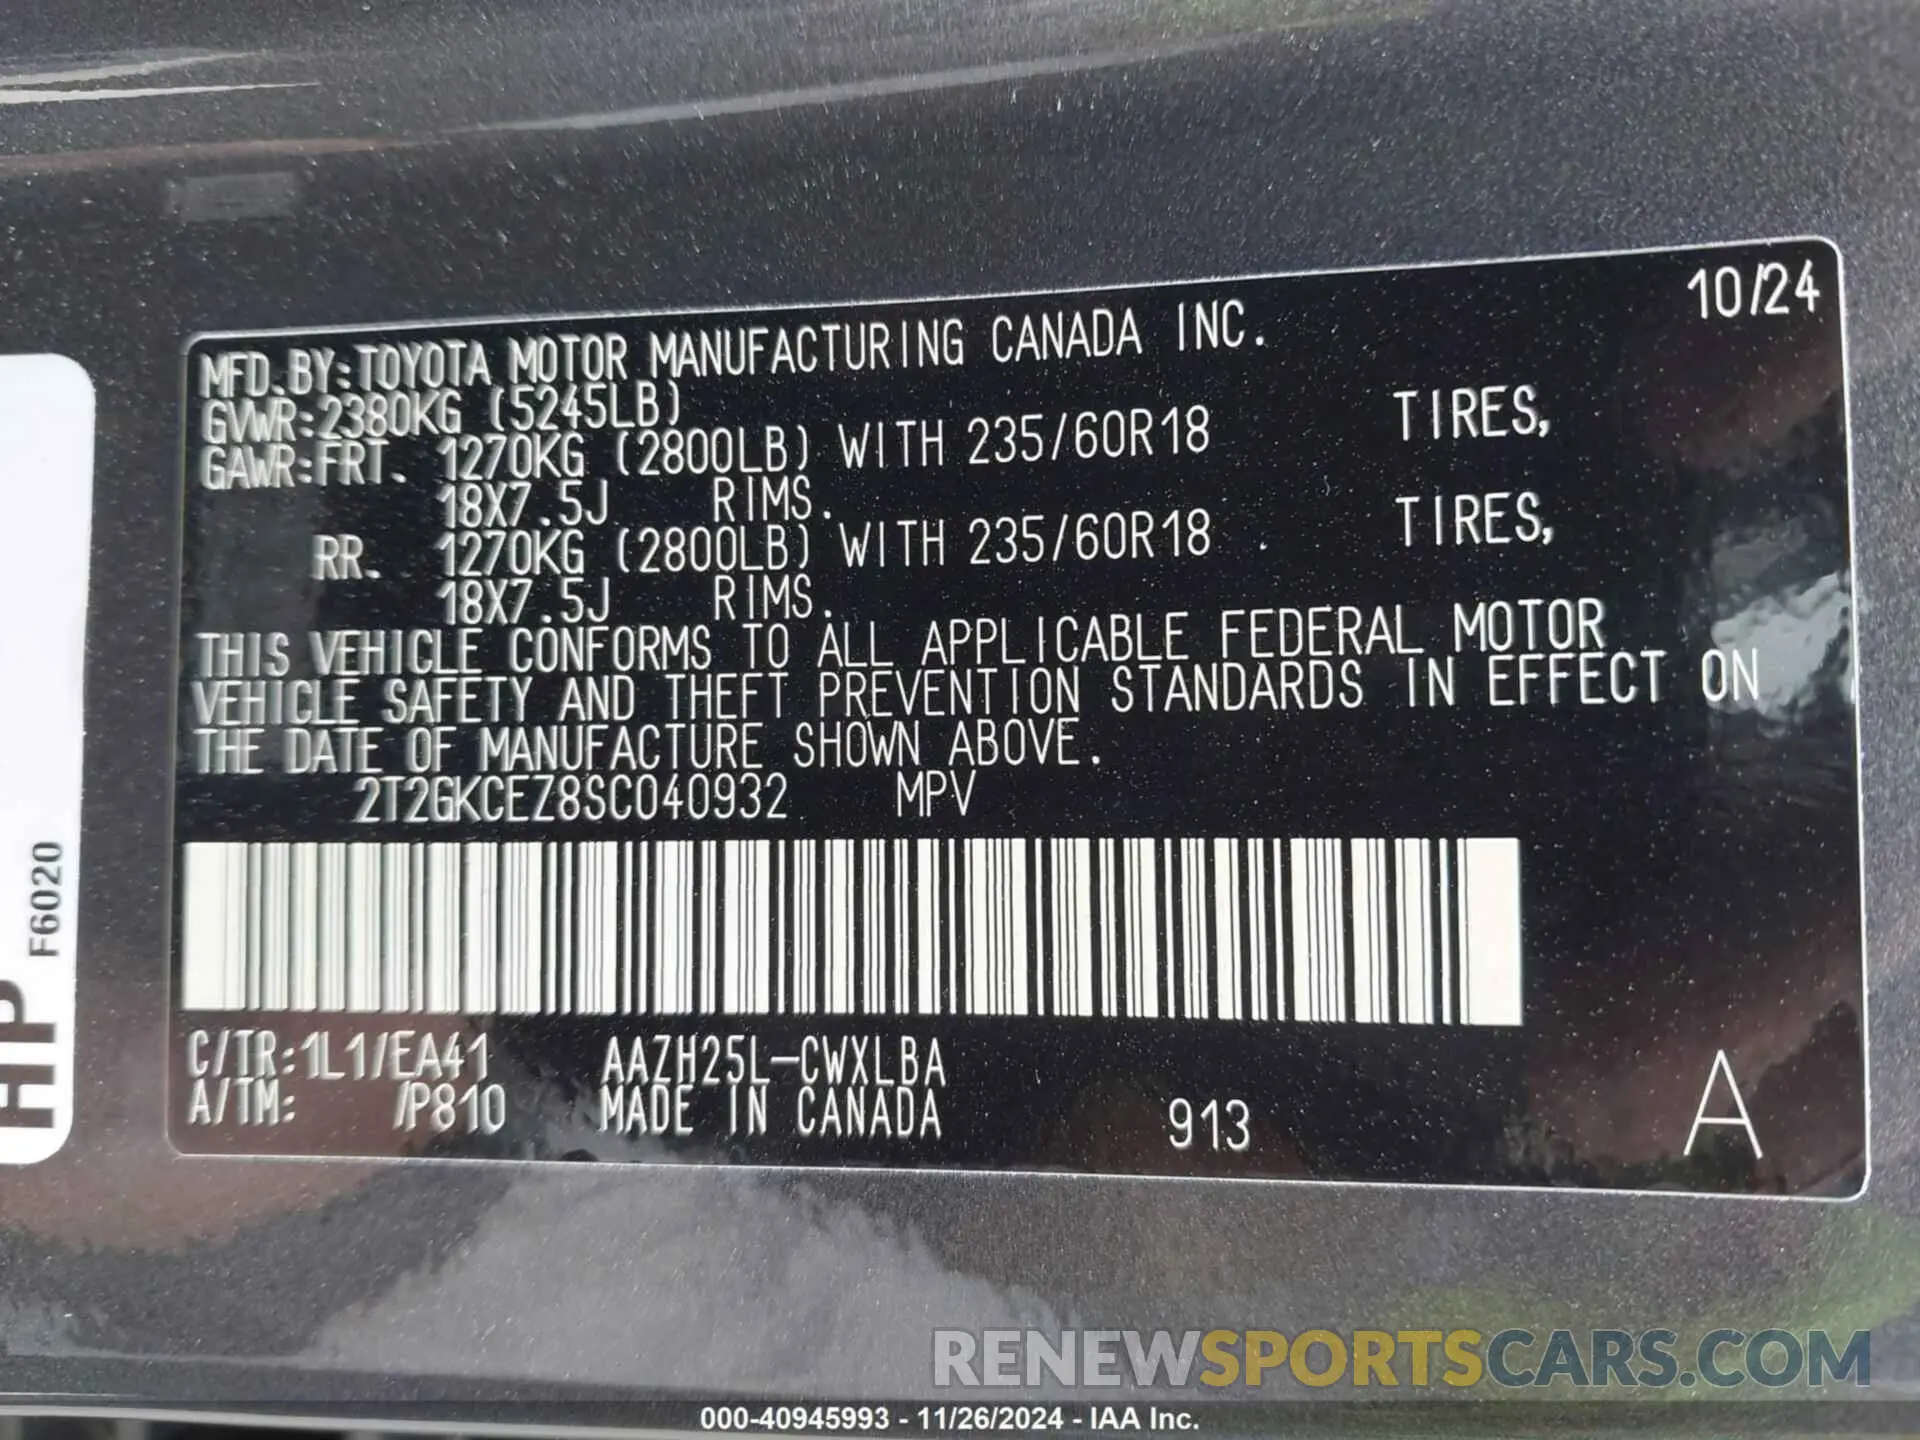 10/24
MFD.BY:TOYOTA MOTOR MANUFACTURING CANADA INC.
GVWR:2380KG (5245LB)
GAWR:FRT. 1270KG (2800LB) WITH 235/60R18 TIRES,
18X7.5J RIMS.
RR. 1270KG (2800LB) WITH 235/60R18 TIRES,
18X7.5J RIMS.
THIS VEHICLE CONFORMS TO ALL APPLICABLE FEDERAL MOTOR
VEHICLE SAFETY AND THEFT PREVENTION STANDARDS IN EFFECT ON
THE DATE OF MANUFACTURE SHOWN ABOVE.
2T2GKCEZ8SC040932 MPV
C/TR:1L1/EA41 AAZH25L-CWXLBA
A/TM: /P810 MADE IN CANADA 913 A
F6020
HP
RENEWSPORTSCARS.COM
000-40945993 - 11/26/2024 - IAA Inc.